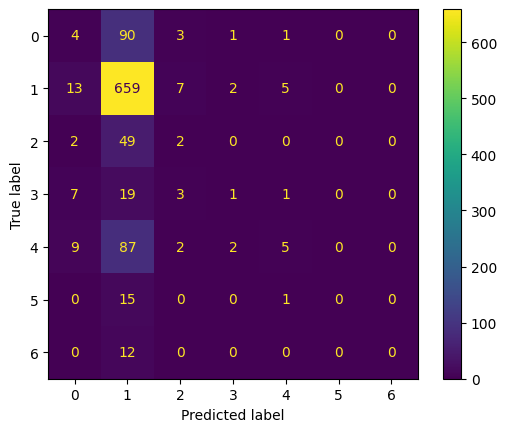 0 4 90 3 1 1 0 0
1 13 659 7 2 5 0 0
2 2 49 2 0 0 0 0
3 7 19 3 1 1 0 0
4 9 87 2 2 5 0 0
5 0 15 0 0 1 0 0
6 0 12 0 0 0 0 0
0 1 2 3 4 5 6
Predicted label
True label
600
500
400
300
200
100
0